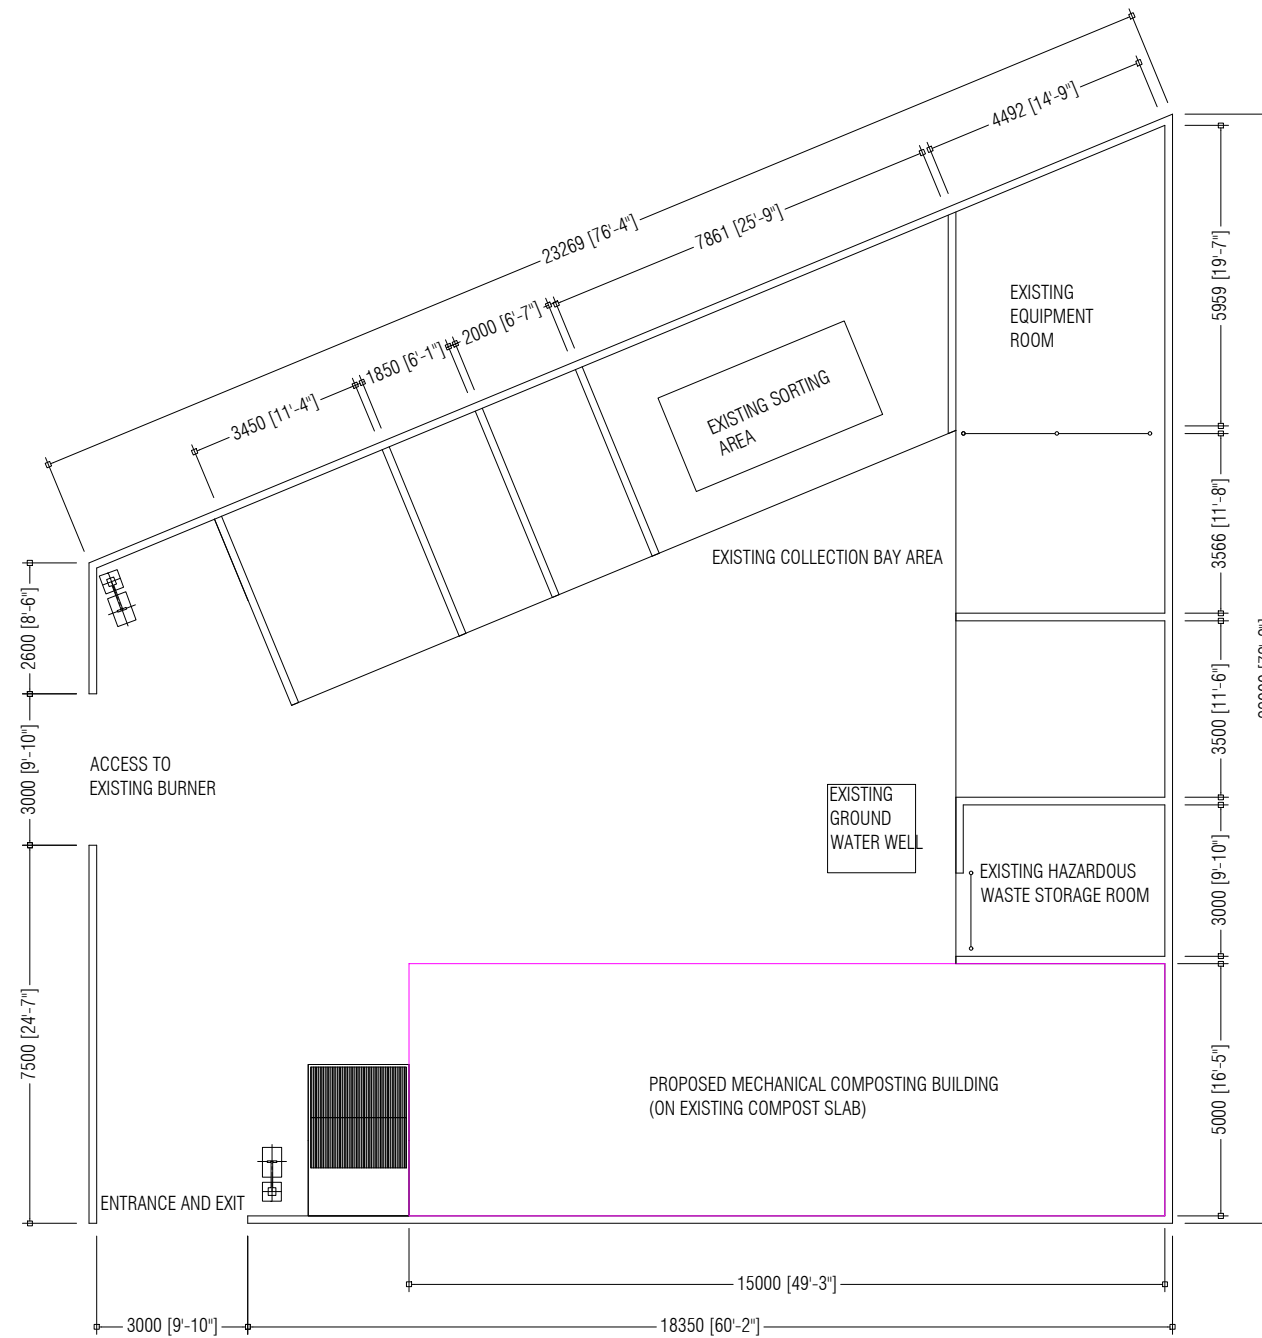 4492 [14'-9"]
7861 [25'-9"]
23269 [76'-4"]
2000 [6'-7"]
1850 [6'-1"]
3450 [11'-4"]
5959 [19'-7"]
EXISTING
EQUIPMENT
ROOM
EXISTING SORTING
AREA
3566 [11'-8"]
EXISTING COLLECTION BAY AREA
2600 [8'-6"]
3500 [11'-6"]
3000 [9'-10"]
ACCESS TO
EXISTING BURNER
EXISTING
GROUND
WATER WELL
EXISTING HAZARDOUS
WASTE STORAGE ROOM
3000 [9'-10"]
7500 [24'-7"]
PROPOSED MECHANICAL COMPOSTING BUILDING
(ON EXISTING COMPOST SLAB)
5000 [16'-5"]
ENTRANCE AND EXIT
15000 [49'-3"]
3000 [9'-10"]
18350 [60'-2"]